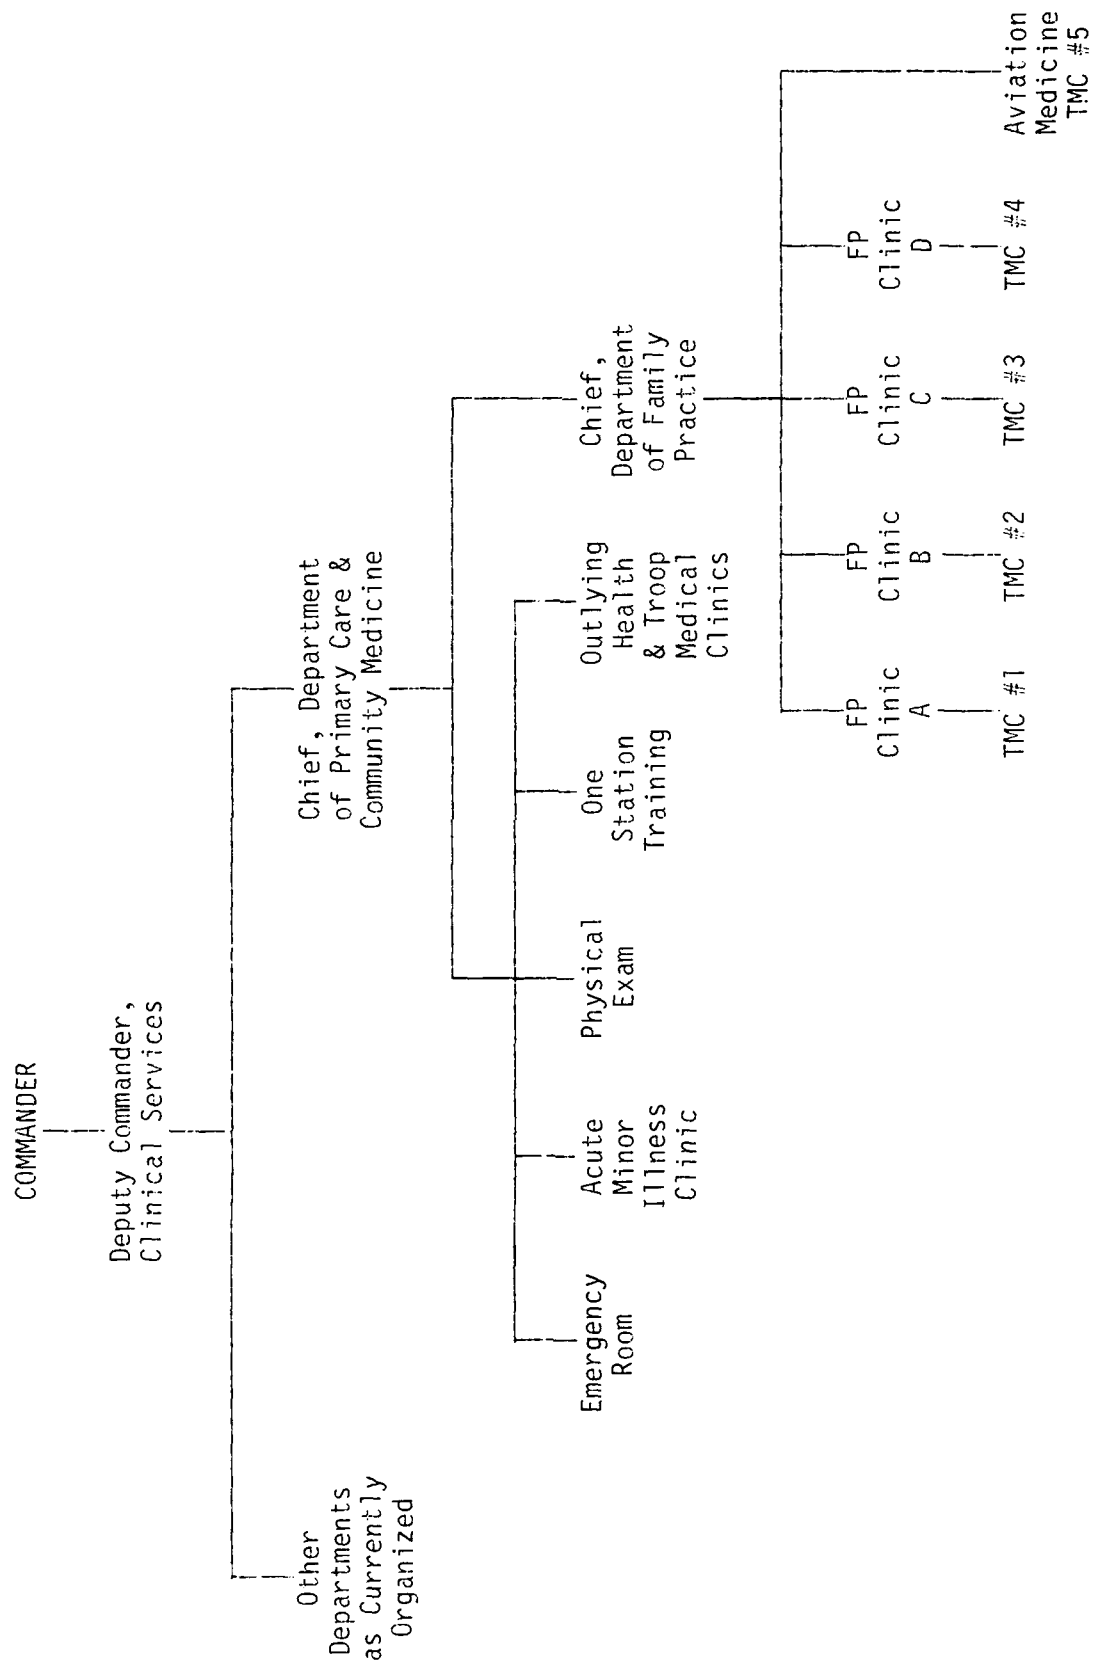 COMMANDER
Deputy Commander,
Clinical Services
Other
Departments
as Currently
Organized
Chief, Department
of Primary Care &
Community Medicine
Emergency
Room
Acute
Minor
Illness
Clinic
Physical
Exam
One
Station
Training
Outlying
Health
& Troop
Medical
Clinics
Chief,
Department
of Family
Practice
FP
Clinic
A
TMC #1
FP
Clinic
B
TMC #2
FP
Clinic
C
TMC #3
FP
Clinic
D
TMC #4
Aviation
Medicine
TMC #5